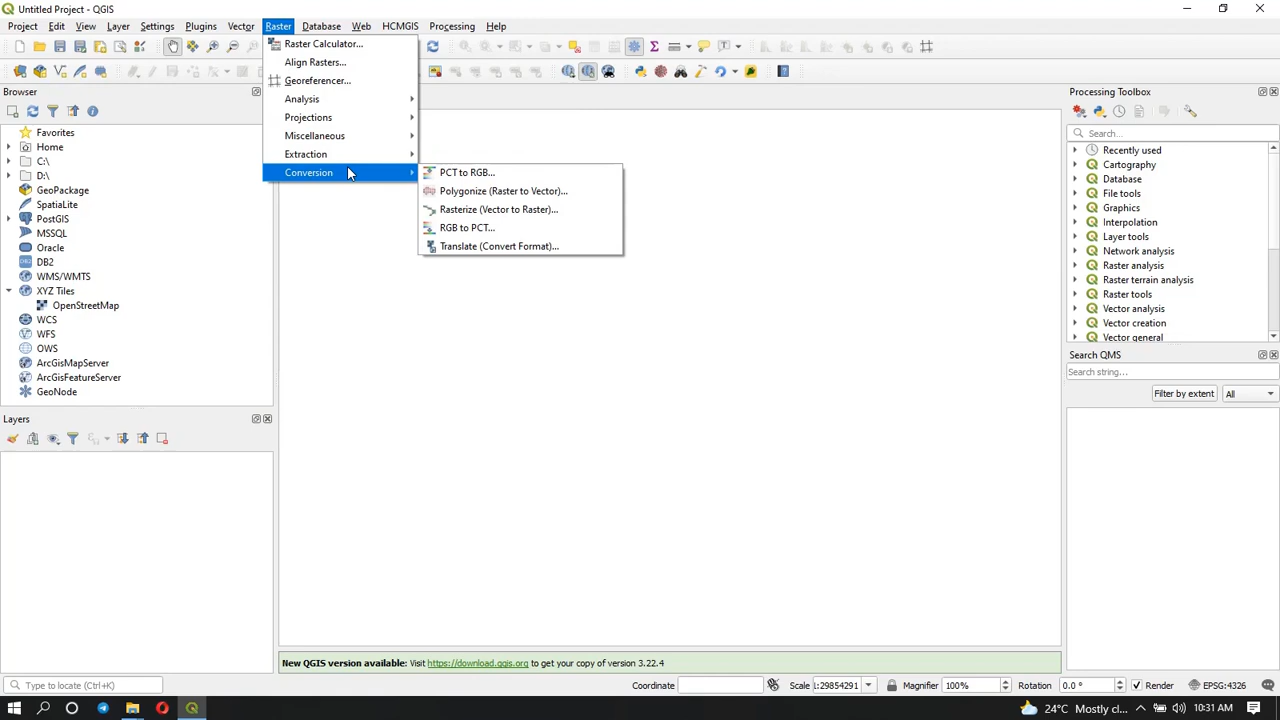 Untitled Project - QGIS
Project Edit View Layer Settings Plugins Vector Raster Database Web HCMGIS Processing Help
Raster Calculator...
Align Rasters...
Georeferencer...
Analysis
Projections
Miscellaneous
Extraction
Conversion
PCT to RGB...
Polygonize (Raster to Vector)...
Rasterize (Vector to Raster)...
RGB to PCT...
Translate (Convert Format)...
Browser
Favorites
Home
C:\
D:\
GeoPackage
SpatiaLite
PostGIS
MSSQL
Oracle
DB2
WMS/WMTS
XYZ Tiles
OpenStreetMap
WCS
WFS
OWS
ArcGisMapServer
ArcGisFeatureServer
GeoNode
Layers
Processing Toolbox
Search...
Recently used
Cartography
Database
File tools
Graphics
Interpolation
Layer tools
Network analysis
Raster analysis
Raster terrain analysis
Raster tools
Vector analysis
Vector creation
Vector general
Search QMS
Search string...
Filter by extent All
New QGIS version available: Visit https://download.qgis.org to get your copy of version 3.22.4
Type to locate (Ctrl+K) Coordinate Scale 1:29854291 Magnifier 100% Rotation 0.0 ° Render EPSG:4326
24°C Mostly cl... 10:31 AM